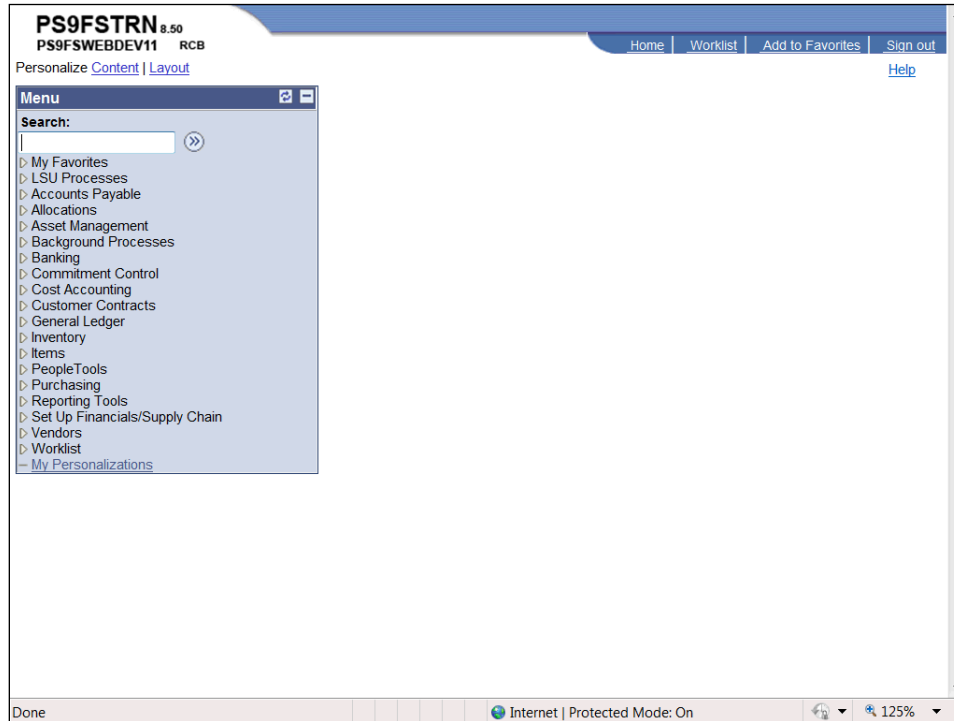 PS9FSTRN 8.50
PS9FSWEBDEV11 RCB
Home Worklist Add to Favorites Sign out
Personalize Content | Layout
Help
Menu
Search:
My Favorites
LSU Processes
Accounts Payable
Allocations
Asset Management
Background Processes
Banking
Commitment Control
Cost Accounting
Customer Contracts
General Ledger
Inventory
Items
PeopleTools
Purchasing
Reporting Tools
Set Up Financials/Supply Chain
Vendors
Worklist
My Personalizations
Done
Internet | Protected Mode: On
125%